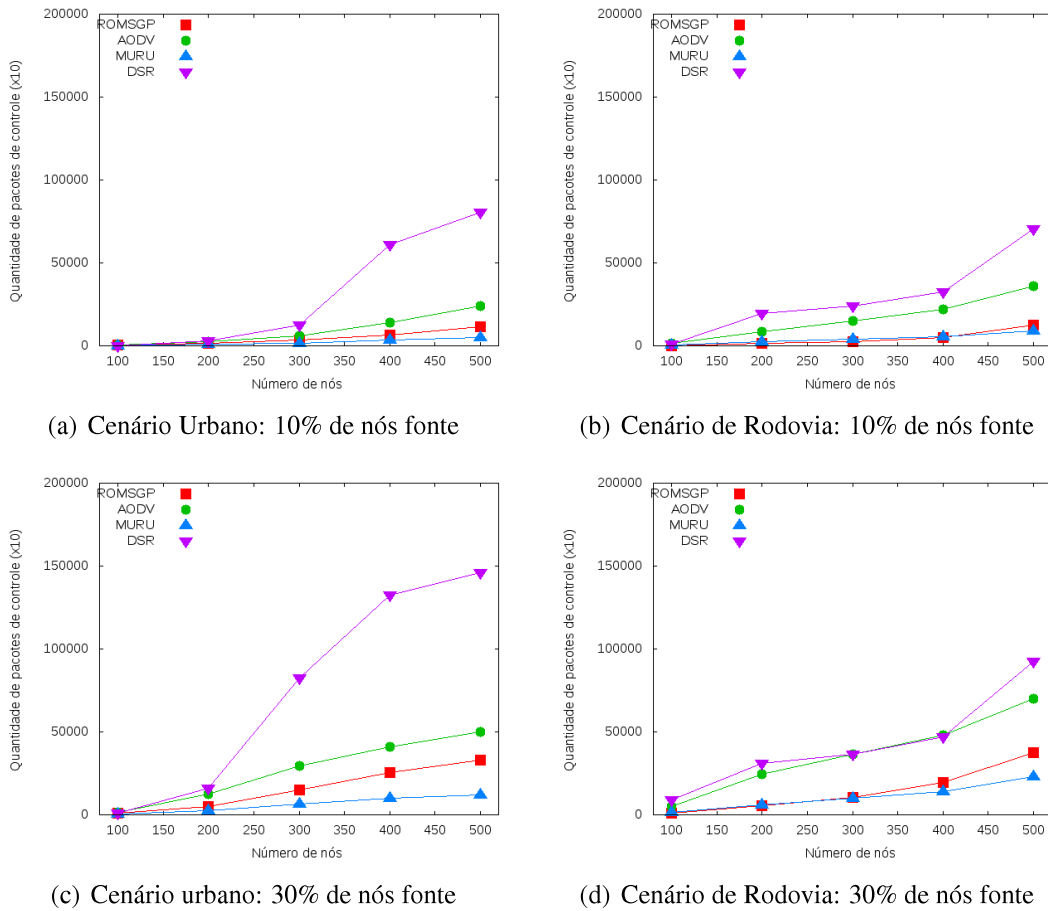 Quantidade de pacotes de controle (x10)
200000
150000
100000
50000
0
ROMSGP
AODV
MURU
DSR
100 150 200 250 300 350 400 450 500
Número de nós
(a) Cenário Urbano: 10% de nós fonte
Quantidade de pacotes de controle (x10)
200000
150000
100000
50000
0
ROMSGP
AODV
MURU
DSR
100 150 200 250 300 350 400 450 500
Número de nós
(b) Cenário de Rodovia: 10% de nós fonte
Quantidade de pacotes de controle (x10)
200000
150000
100000
50000
0
ROMSGP
AODV
MURU
DSR
100 150 200 250 300 350 400 450 500
Número de nós
(c) Cenário urbano: 30% de nós fonte
Quantidade de pacotes de controle (x10)
200000
150000
100000
50000
0
ROMSGP
AODV
MURU
DSR
100 150 200 250 300 350 400 450 500
Número de nós
(d) Cenário de Rodovia: 30% de nós fonte